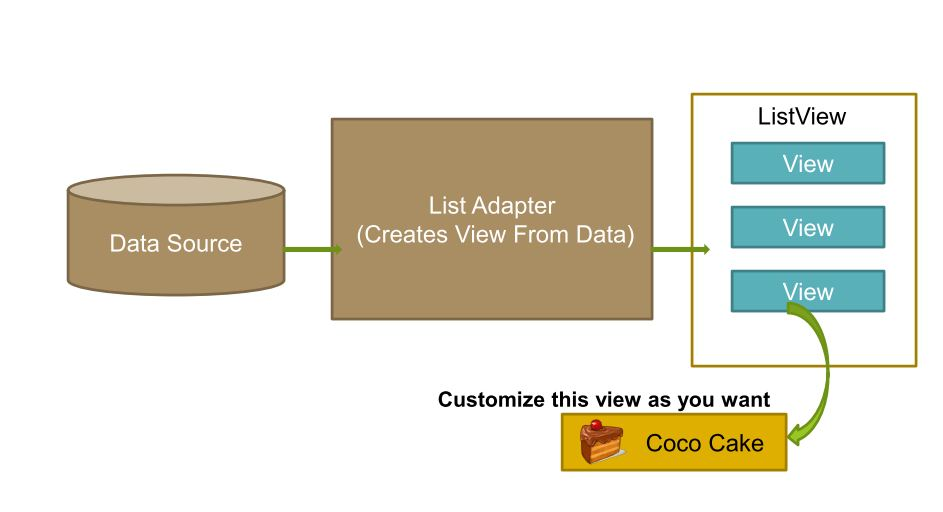 Data Source
List Adapter
(Creates View From Data)
ListView
View
View
View
Customize this view as you want
Coco Cake